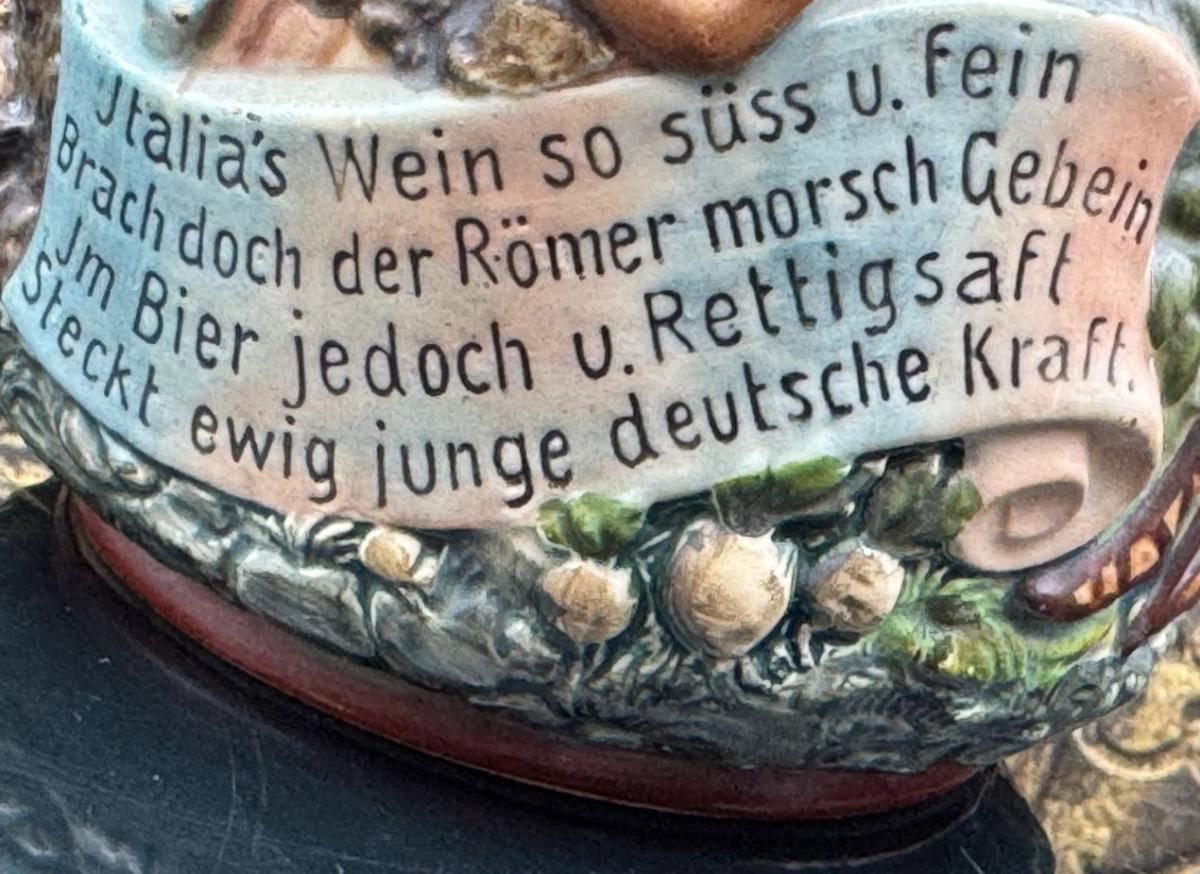 Jtalia's Wein so süss u. fein
Brach doch der Römer morsch Gebein
Jm Bier jedoch u. Rettigsaft
Steckt ewig junge deutsche Kraft.